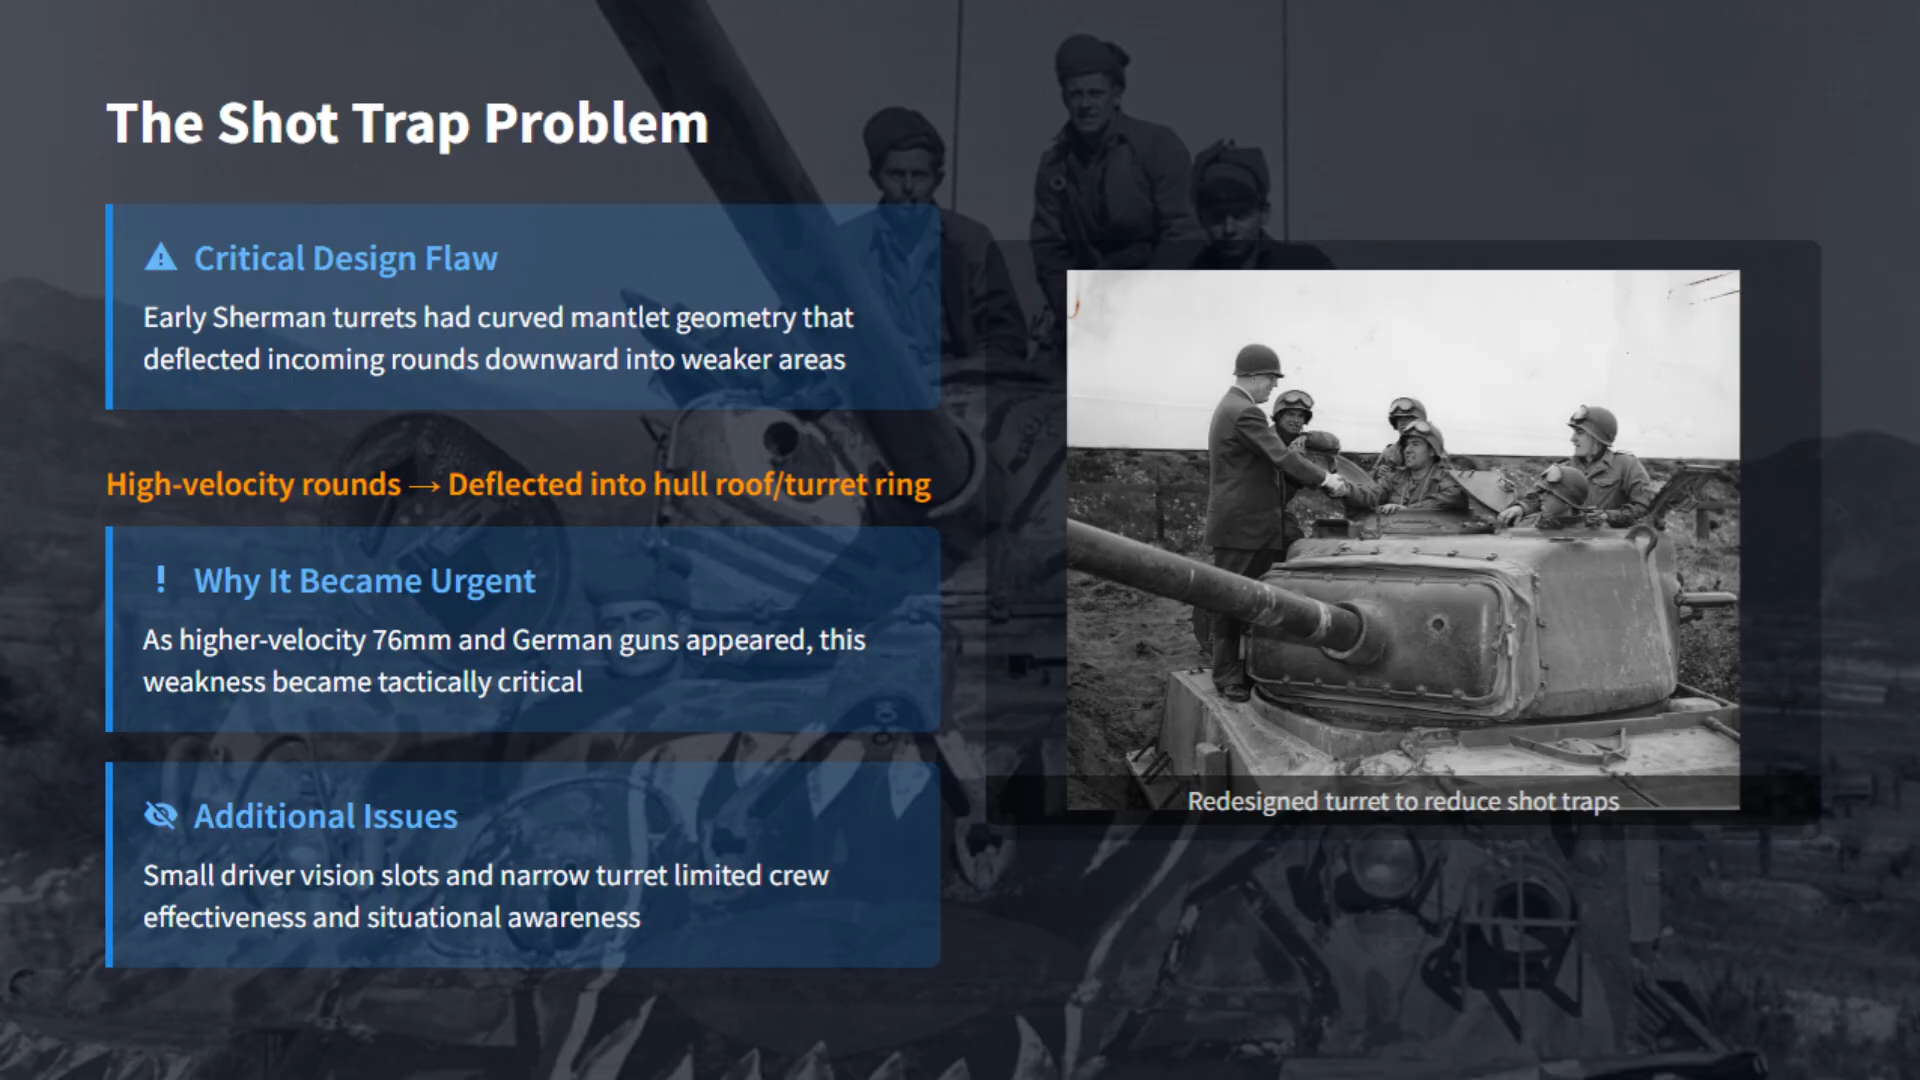 The Shot Trap Problem
Critical Design Flaw
Early Sherman turrets had curved mantlet geometry that
deflected incoming rounds downward into weaker areas
High-velocity rounds → Deflected into hull roof/turret ring
Why It Became Urgent
As higher-velocity 76mm and German guns appeared, this
weakness became tactically critical
Additional Issues
Small driver vision slots and narrow turret limited crew
effectiveness and situational awareness
Redesigned turret to reduce shot traps